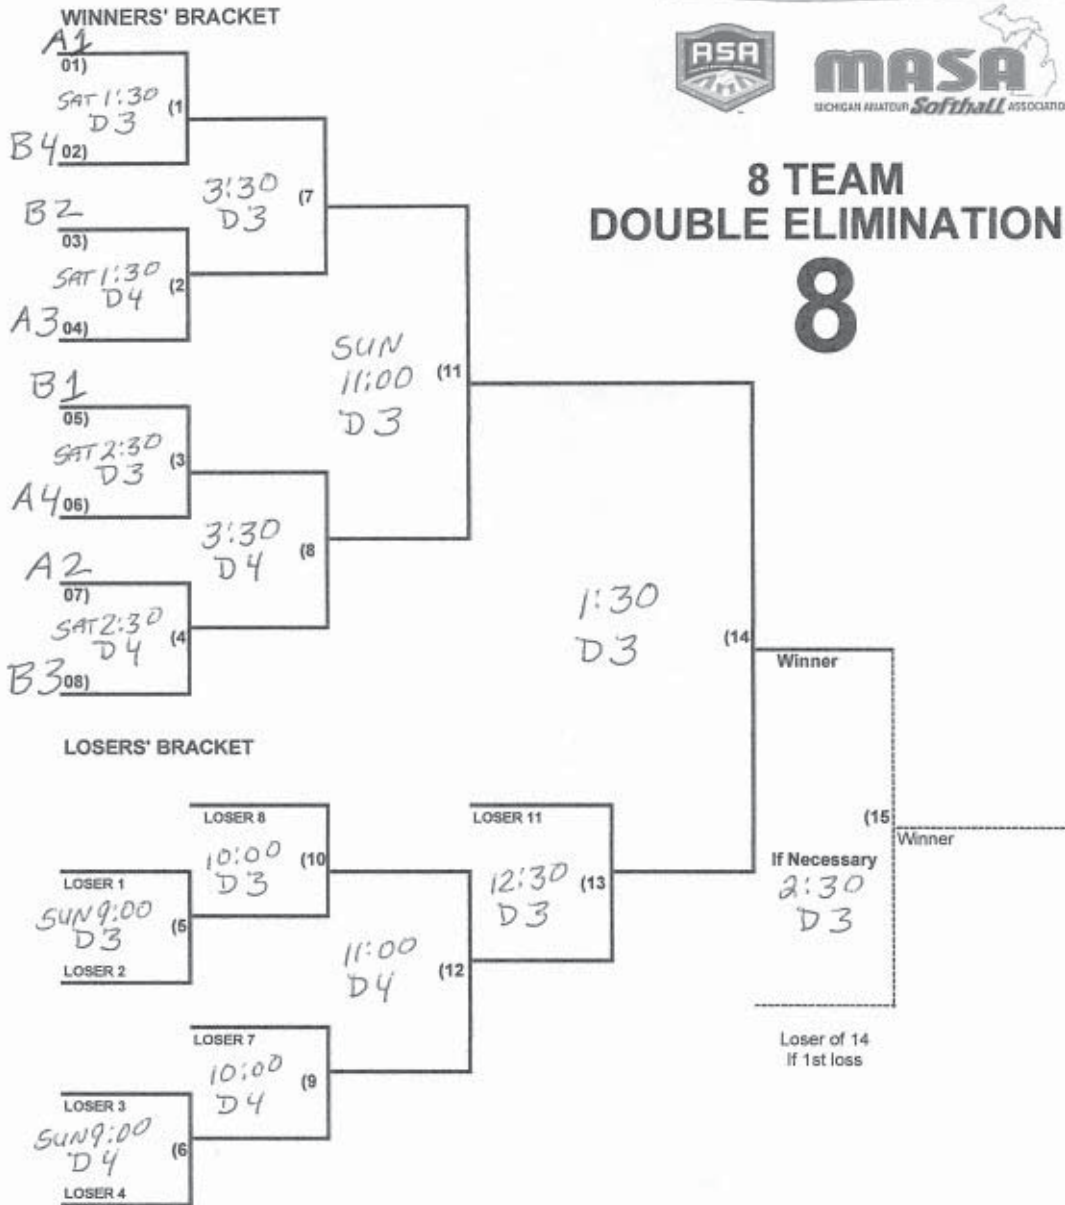 WINNERS' BRACKET
A1
01)
SAT 1:30 (1
D3
B4 02)
B2
03)
SAT 1:30 (2
D4
A3 04)
B1
05)
SAT 2:30 (3
D3
A4 06)
A2
07)
SAT 2:30 (4
D4
B3 08)
3:30 (7
D3
3:30 (8
D4
SUN
11:00 (11
D3
1:30
D3 (14
Winner
ASA
MASA
MICHIGAN AMATEUR Softball ASSOCIATION
8 TEAM
DOUBLE ELIMINATION
8
LOSERS' BRACKET
LOSER 1
SUN 9:00
D3 (5
LOSER 2
LOSER 3
SUN 9:00
D4 (6
LOSER 4
LOSER 8
10:00 (10
D3
LOSER 7
10:00 (9
D4
11:00 (12
D4
LOSER 11
12:30 (13
D3
(15
Winner
If Necessary
2:30
D3
Loser of 14
If 1st loss